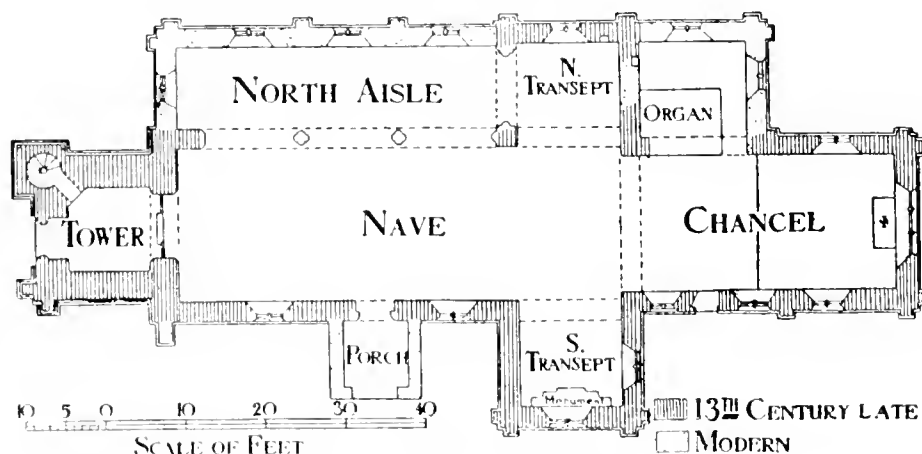 NORTH AISLE
N.
TRANSEPT
ORGAN
TOWER
NAVE
CHANCEL
PORCH
S.
TRANSEPT
Monument
10 5 0 10 20 30 40
SCALE OF FEET
13TH CENTURY LATE
MODERN